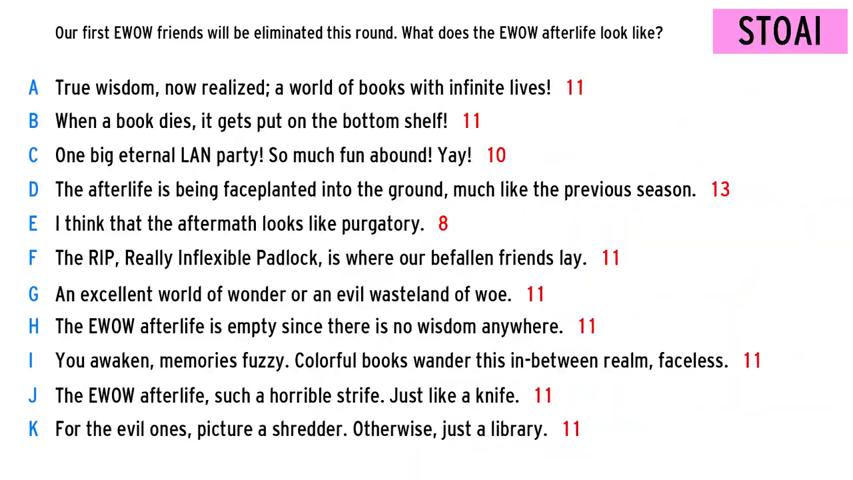 Our first EWOW friends will be eliminated this round. What does the EWOW afterlife look like?
STOAI
A True wisdom, now realized; a world of books with infinite lives! 11
B When a book dies, it gets put on the bottom shelf! 11
C One big eternal LAN party! So much fun abound! Yay! 10
D The afterlife is being faceplanted into the ground, much like the previous season. 13
E I think that the aftermath looks like purgatory. 8
F The RIP, Really Inflexible Padlock, is where our befallen friends lay. 11
G An excellent world of wonder or an evil wasteland of woe. 11
H The EWOW afterlife is empty since there is no wisdom anywhere. 11
I You awaken, memories fuzzy. Colorful books wander this in-between realm, faceless. 11
J The EWOW afterlife, such a horrible strife. Just like a knife. 11
K For the evil ones, picture a shredder. Otherwise, just a library. 11